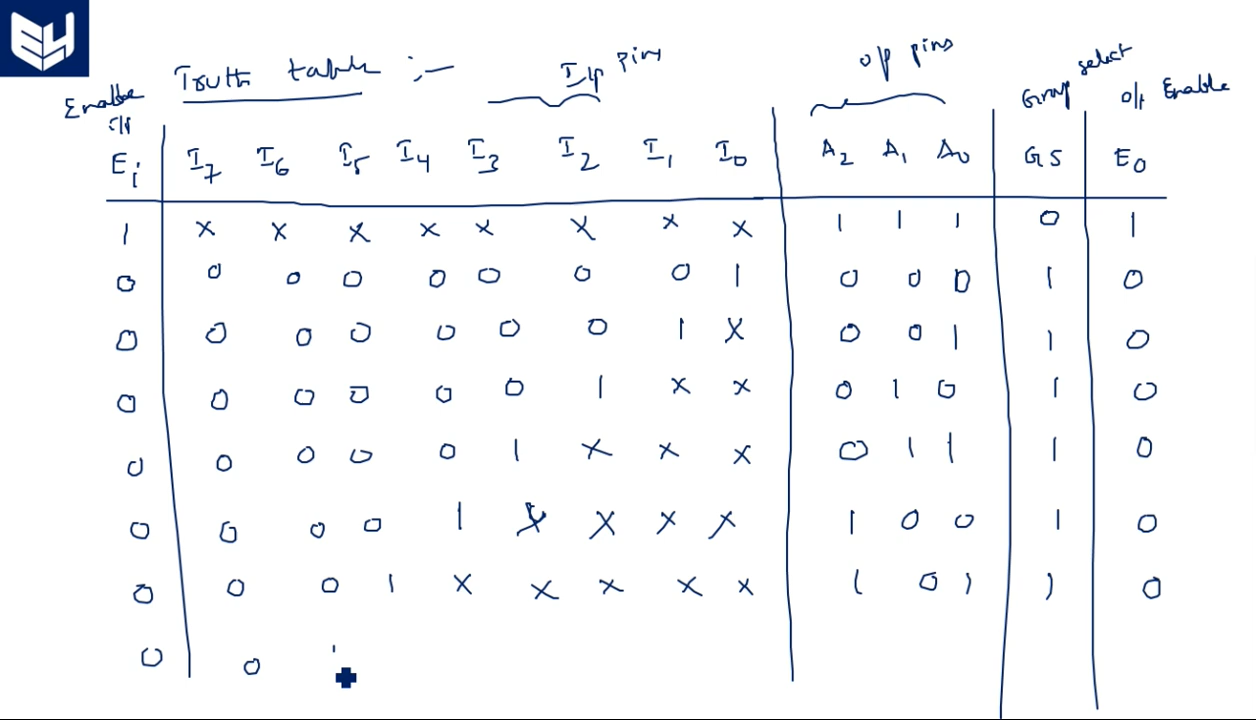 Truth table :-
I/p Pins
o/p pins
Enable i/p
Group select
o/p Enable
Ei I7 I6 I5 I4 I3 I2 I1 I0 A2 A1 A0 GS E0
1 x x x x x x x x 1 1 1 0 1
0 0 0 0 0 0 0 0 1 0 0 0 1 0
0 0 0 0 0 0 0 1 x 0 0 1 1 0
0 0 0 0 0 0 1 x x 0 1 0 1 0
0 0 0 0 0 1 x x x 0 1 1 1 0
0 0 0 0 1 x x x x 1 0 0 1 0
0 0 0 1 x x x x x 1 0 1 1 0
0 0